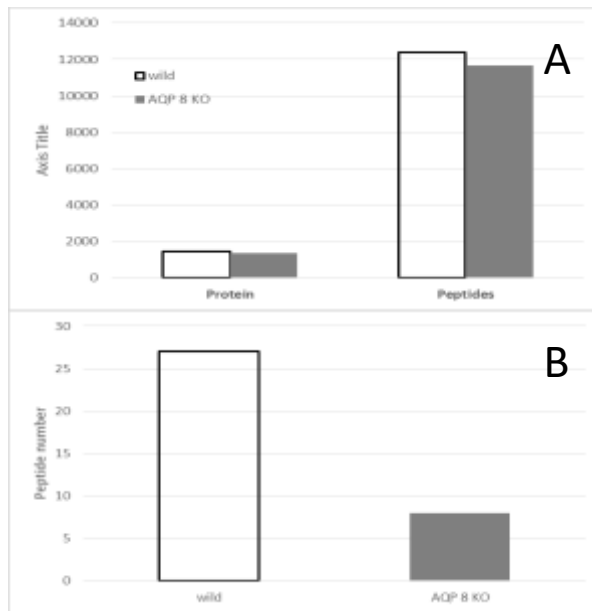 A
14000
12000
10000
8000
6000
4000
2000
0
Axis Title
wild
AQP 8 KO
Protein Peptides
B
30
25
20
15
10
5
0
Peptide number
wild AQP 8 KO